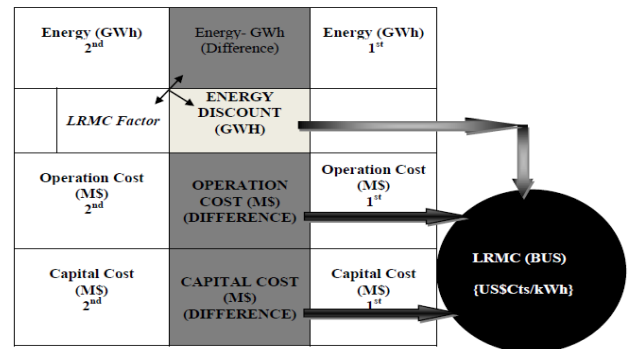 Energy (GWh)
2nd
Energy- GWh
(Difference)
Energy (GWh)
1st
LRMC Factor
ENERGY
DISCOUNT
(GWH)
Operation Cost
(M$)
2nd
OPERATION
COST (M$)
(DIFFERENCE)
Operation Cost
(M$)
1st
Capital Cost
(M$)
2nd
CAPITAL COST
(M$)
(DIFFERENCE)
Capital Cost
(M$)
1st
LRMC (BUS)
{US$Cts/kWh}